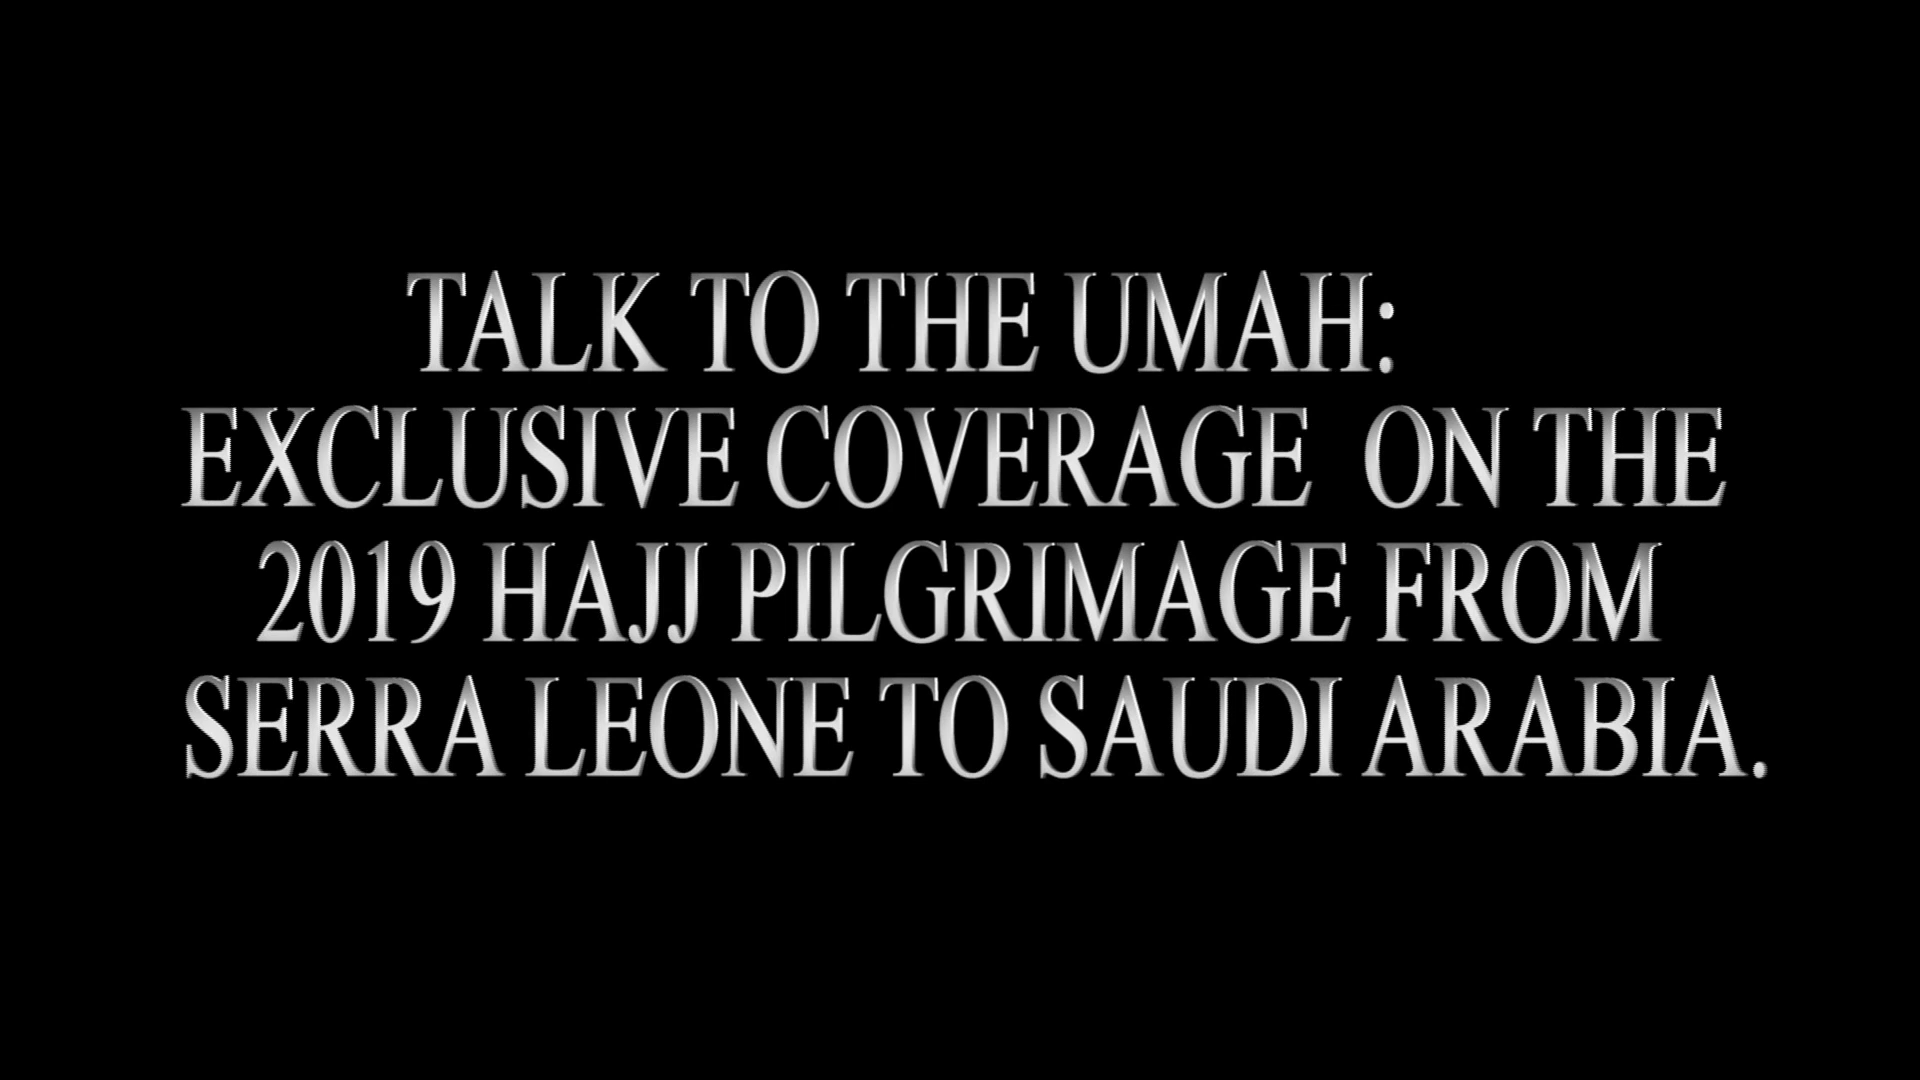 TALK TO THE UMAH:
EXCLUSIVE COVERAGE  ON THE
2019 HAJJ PILGRIMAGE FROM
SERRA LEONE TO SAUDI ARABIA.